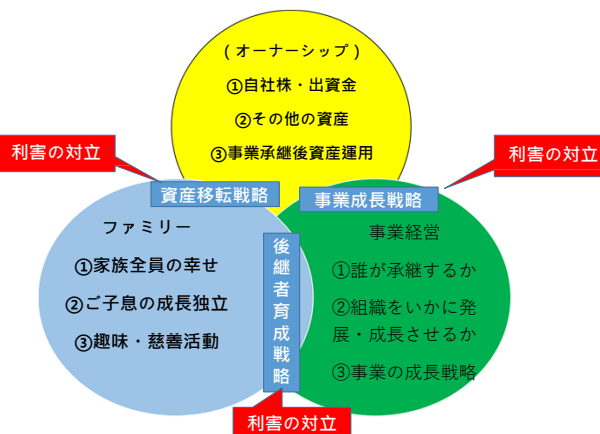 (オーナーシップ)
①自社株・出資金
②その他の資産
③事業承継後資産運用
利害の対立
利害の対立
資産移転戦略
事業成長戦略
ファミリー
①家族全員の幸せ
②ご子息の成長独立
③趣味・慈善活動
後継者育成戦略
事業経営
①誰が承継するか
②組織をいかに発
展・成長させるか
③事業の成長戦略
利害の対立